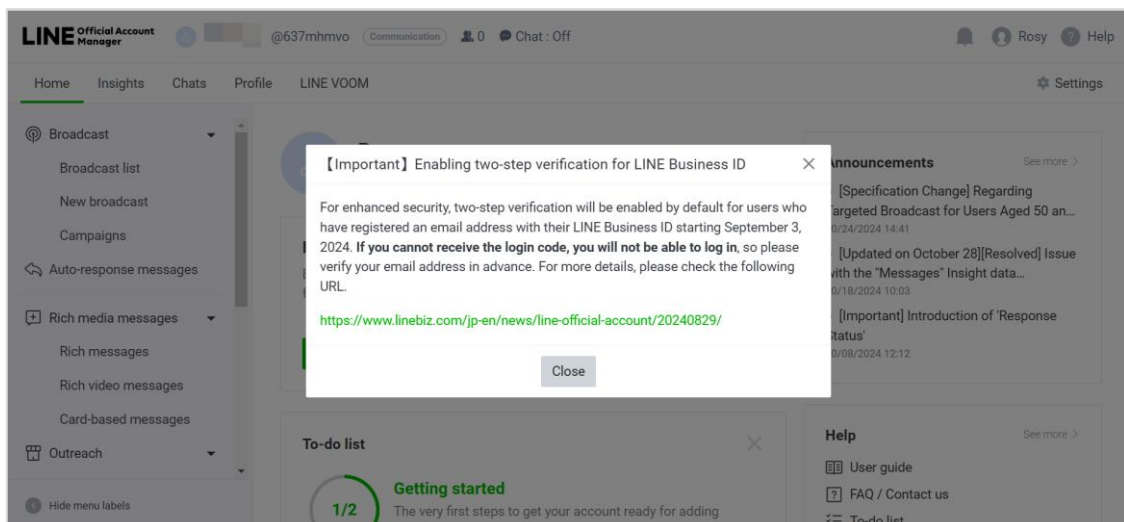 LINE Official Account Manager
@637mhmvo Communication 0 Chat : Off
Rosy Help
Home Insights Chats Profile LINE VOOM
Settings
Broadcast
Broadcast list
New broadcast
Campaigns
Auto-response messages
Rich media messages
Rich messages
Rich video messages
Card-based messages
Outreach
Hide menu labels
【Important】Enabling two-step verification for LINE Business ID
For enhanced security, two-step verification will be enabled by default for users who
have registered an email address with their LINE Business ID starting September 3,
2024. If you cannot receive the login code, you will not be able to log in, so please
verify your email address in advance. For more details, please check the following
URL.
https://www.linebiz.com/jp-en/news/line-official-account/20240829/
Close
To-do list
1/2
Getting started
The very first steps to get your account ready for adding
Announcements See more
[Specification Change] Regarding
Targeted Broadcast for Users Aged 50 an...
0/24/2024 14:41
[Updated on October 28][Resolved] Issue
with the "Messages" Insight data...
0/18/2024 10:03
[Important] Introduction of 'Response
Status'
0/08/2024 12:12
Help See more
User guide
FAQ / Contact us
To-do list